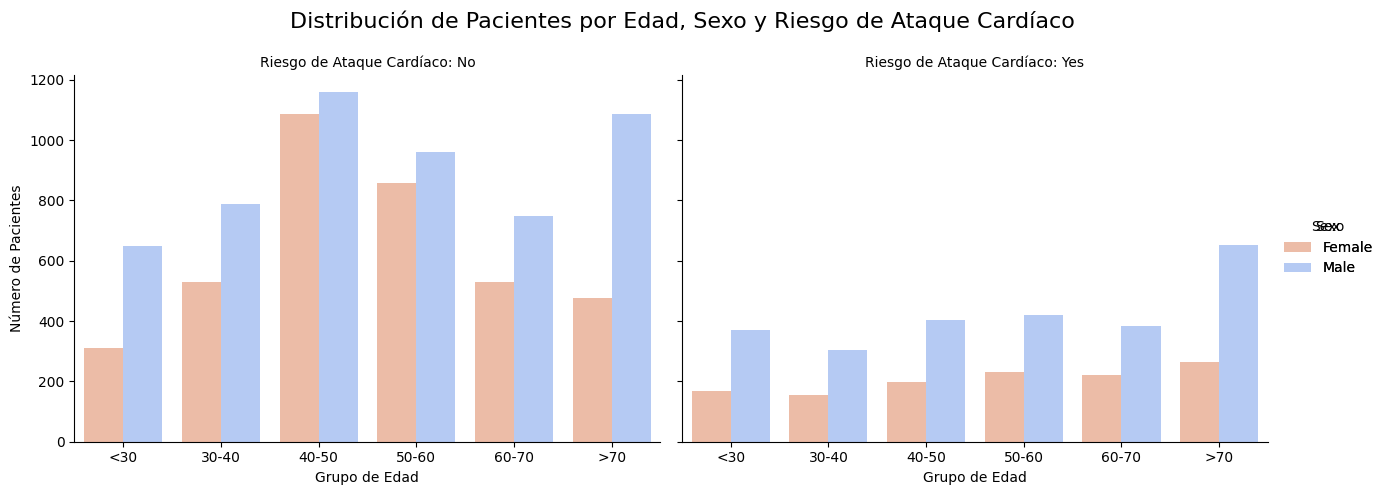 Distribución de Pacientes por Edad, Sexo y Riesgo de Ataque Cardíaco
Riesgo de Ataque Cardíaco: No
Riesgo de Ataque Cardíaco: Yes
1200
1000
800
600
400
200
0
Número de Pacientes
<30 30-40 40-50 50-60 60-70 >70
Grupo de Edad
<30 30-40 40-50 50-60 60-70 >70
Grupo de Edad
Sexo
Female
Male